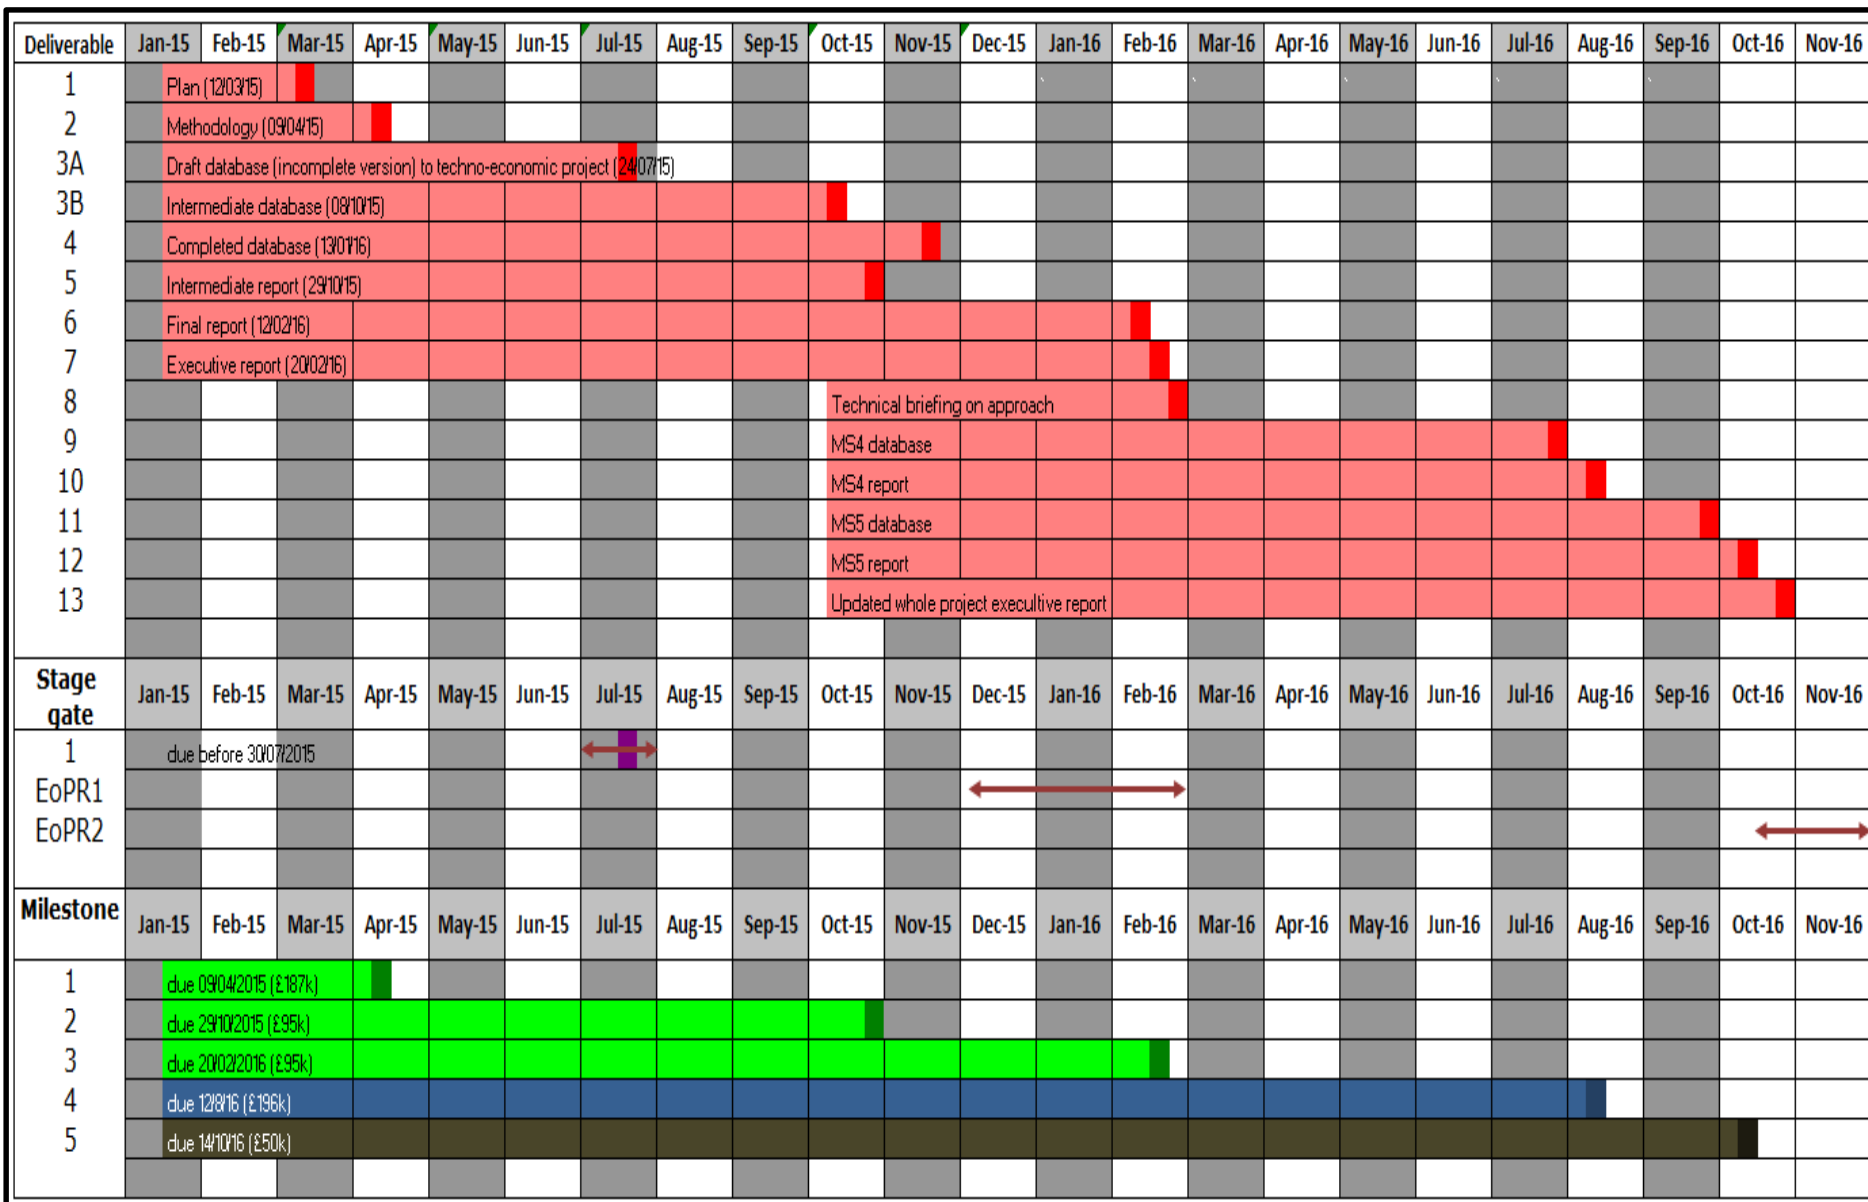 Deliverable Jan-15 Feb-15 Mar-15 Apr-15 May-15 Jun-15 Jul-15 Aug-15 Sep-15 Oct-15 Nov-15 Dec-15 Jan-16 Feb-16 Mar-16 Apr-16 May-16 Jun-16 Jul-16 Aug-16 Sep-16 Oct-16 Nov-16
1 Plan (12/03/15)
2 Methodology (09/04/15)
3A Draft database (incomplete version) to techno-economic project (24/07/15)
3B Intermediate database (08/10/15)
4 Completed database (13/01/16)
5 Intermediate report (29/10/15)
6 Final report (12/02/16)
7 Executive report (20/02/16)
8 Technical briefing on approach
9 MS4 database
10 MS4 report
11 MS5 database
12 MS5 report
13 Updated whole project execultive report
Stage gate Jan-15 Feb-15 Mar-15 Apr-15 May-15 Jun-15 Jul-15 Aug-15 Sep-15 Oct-15 Nov-15 Dec-15 Jan-16 Feb-16 Mar-16 Apr-16 May-16 Jun-16 Jul-16 Aug-16 Sep-16 Oct-16 Nov-16
1 due before 30/07/2015
EoPR1
EoPR2
Milestone Jan-15 Feb-15 Mar-15 Apr-15 May-15 Jun-15 Jul-15 Aug-15 Sep-15 Oct-15 Nov-15 Dec-15 Jan-16 Feb-16 Mar-16 Apr-16 May-16 Jun-16 Jul-16 Aug-16 Sep-16 Oct-16 Nov-16
1 due 09/04/2015 (£187k)
2 due 29/10/2015 (£95k)
3 due 20/02/2016 (£95k)
4 due 12/8/16 (£196k)
5 due 14/10/16 (£50k)